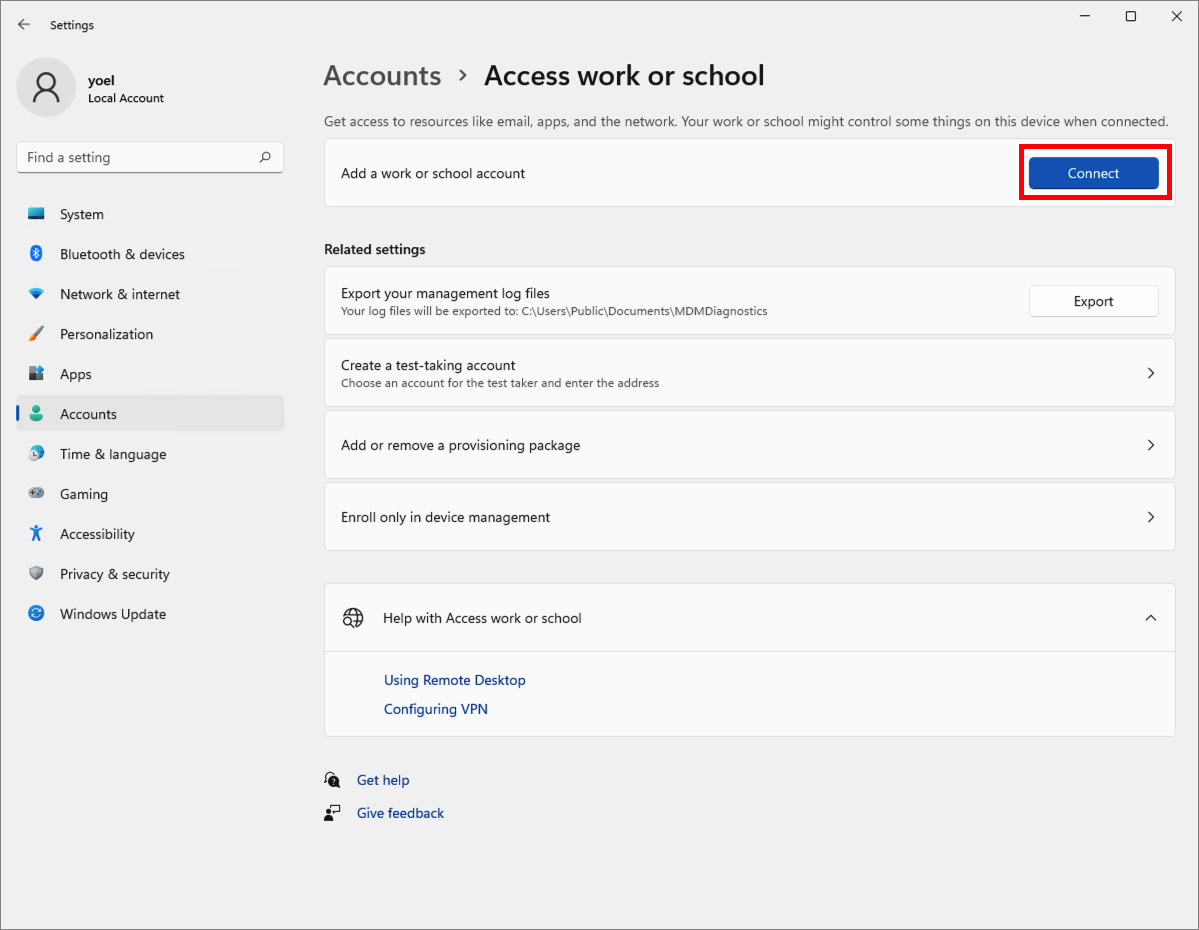 Settings
yoel
Local Account
Find a setting
System
Bluetooth & devices
Network & internet
Personalization
Apps
Accounts
Time & language
Gaming
Accessibility
Privacy & security
Windows Update
Accounts > Access work or school
Get access to resources like email, apps, and the network. Your work or school might control some things on this device when connected.
Add a work or school account
Connect
Related settings
Export your management log files
Your log files will be exported to: C:\Users\Public\Documents\MDMDiagnostics
Export
Create a test-taking account
Choose an account for the test taker and enter the address
Add or remove a provisioning package
Enroll only in device management
Help with Access work or school
Using Remote Desktop
Configuring VPN
Get help
Give feedback